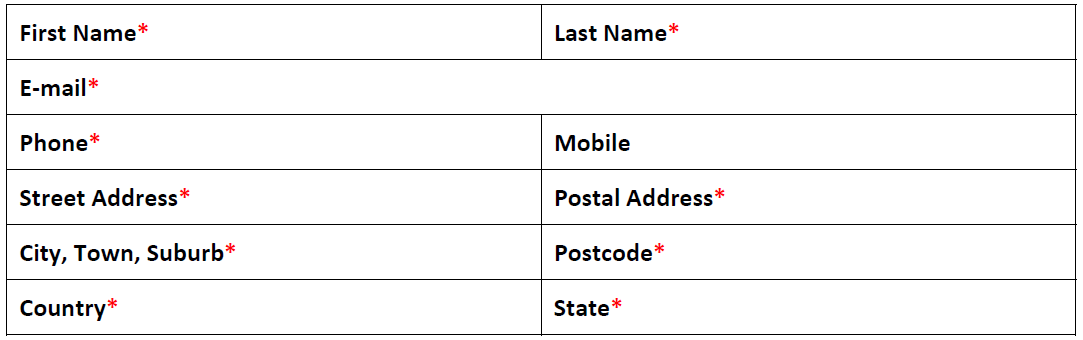 First Name* Last Name*
E-mail*
Phone* Mobile
Street Address* Postal Address*
City, Town, Suburb* Postcode*
Country* State*